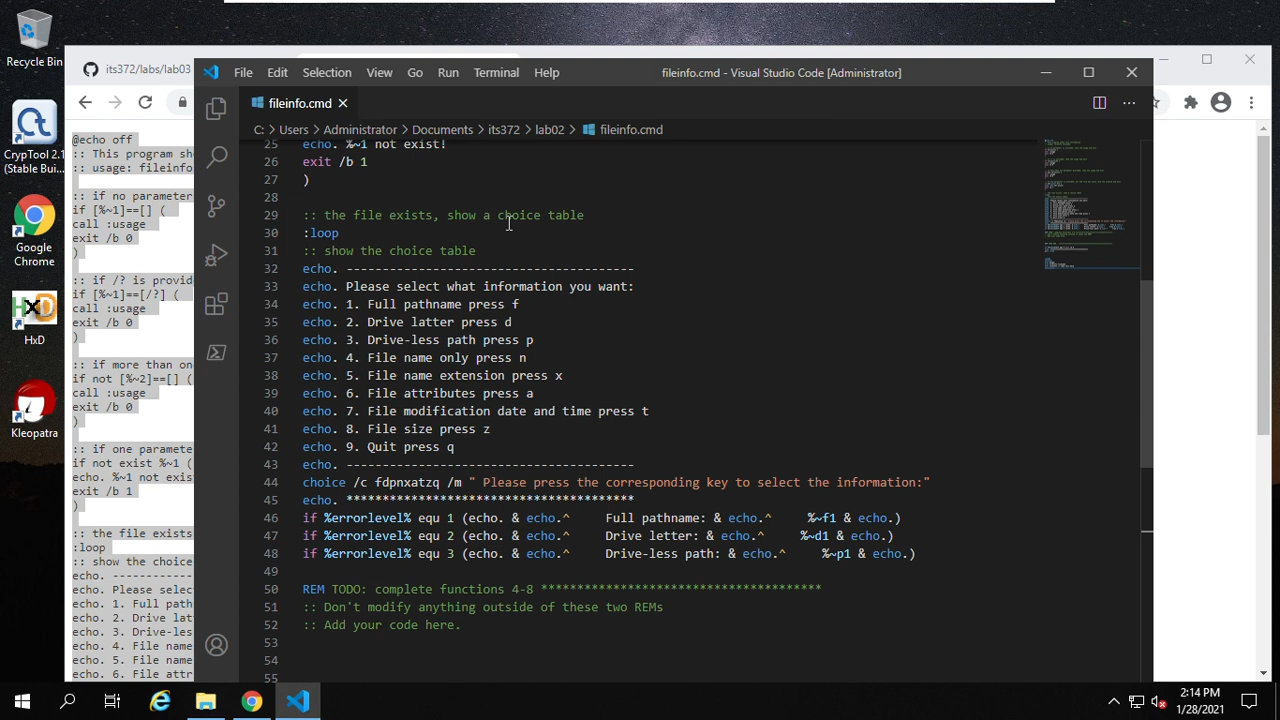 Recycle Bin
CrypTool 2.1
(Stable Bui...
Google
Chrome
HxD
HxD
Kleopatra
its372/labs/lab03
@echo off
:: This program sh
:: usage: fileinfo
:: if no parameter
if [%~1]==[] (
call :usage
exit /b 0
)
:: if /? is provid
if [%~1]==[/?] (
call :usage
exit /b 0
)
:: if more than on
if not [%~2]==[] (
call :usage
exit /b 0
)
:: if one paramete
if not exist %~1 (
echo. %~1 not exis
exit /b 1
)
:: the file exists
:loop
:: show the choice
echo. -----------
echo. Please selec
echo. 1. Full path
echo. 2. Drive lat
echo. 3. Drive-les
echo. 4. File name
echo. 5. File name
echo. 6. File attr
File Edit Selection View Go Run Terminal Help
fileinfo.cmd - Visual Studio Code [Administrator]
fileinfo.cmd
C: > Users > Administrator > Documents > its372 > lab02 > fileinfo.cmd
25 echo. %~1 not exist!
26 exit /b 1
27 )
28
29 :: the file exists, show a choice table
30 :loop
31 :: show the choice table
32 echo. ----------------------------------------
33 echo. Please select what information you want:
34 echo. 1. Full pathname press f
35 echo. 2. Drive latter press d
36 echo. 3. Drive-less path press p
37 echo. 4. File name only press n
38 echo. 5. File name extension press x
39 echo. 6. File attributes press a
40 echo. 7. File modification date and time press t
41 echo. 8. File size press z
42 echo. 9. Quit press q
43 echo. ----------------------------------------
44 choice /c fdpnxatzq /m " Please press the corresponding key to select the information:"
45 echo. ****************************************
46 if %errorlevel% equ 1 (echo. & echo.^     Full pathname: & echo.^     %~f1 & echo.)
47 if %errorlevel% equ 2 (echo. & echo.^     Drive letter: & echo.^     %~d1 & echo.)
48 if %errorlevel% equ 3 (echo. & echo.^     Drive-less path: & echo.^     %~p1 & echo.)
49
50 REM TODO: complete functions 4-8 ***************************************
51 :: Don't modify anything outside of these two REMs
52 :: Add your code here.
53
54
55
2:14 PM
1/28/2021